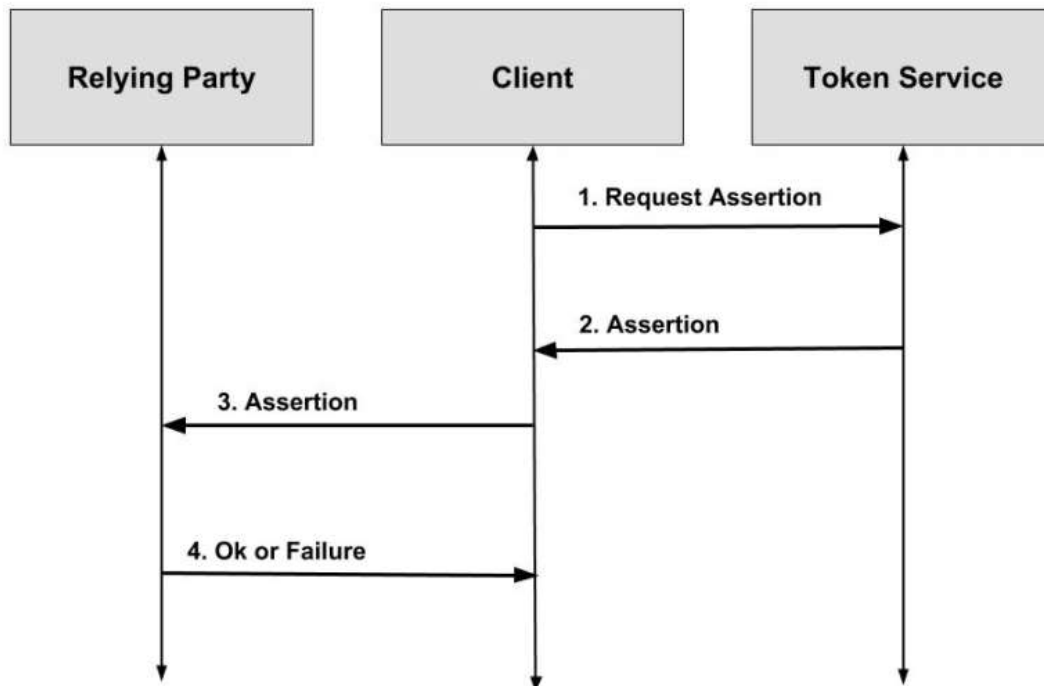 Relying Party
Client
Token Service
1. Request Assertion
2. Assertion
3. Assertion
4. Ok or Failure